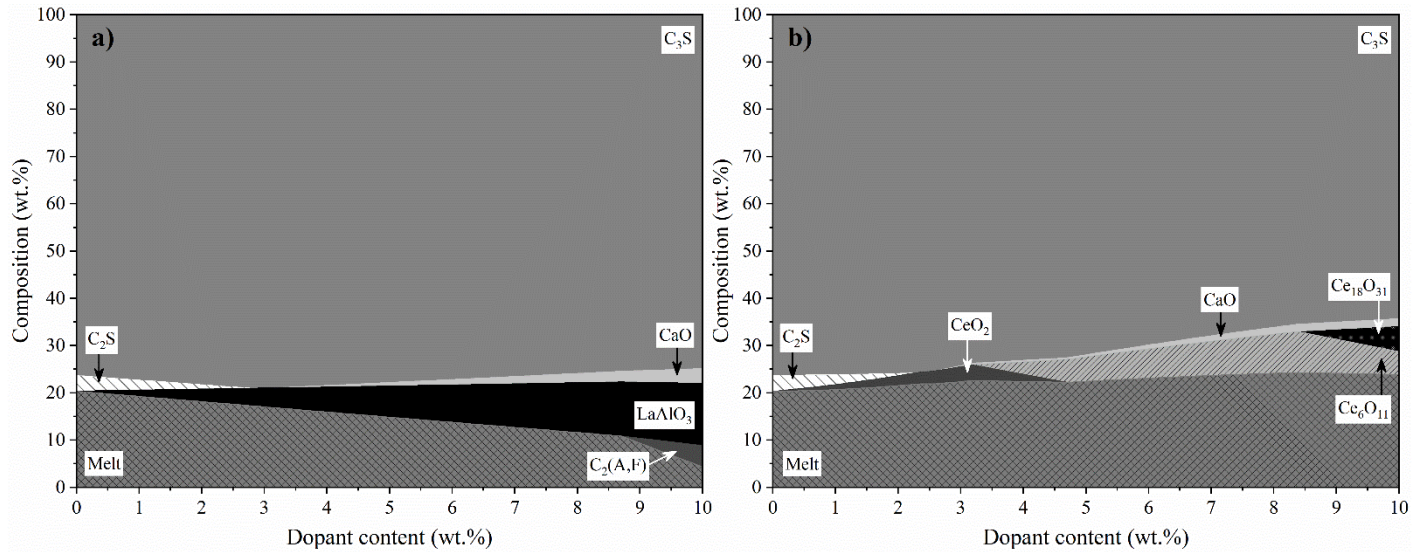 a)
C₃S
C₂S
CaO
LaAlO₃
C₂(A,F)
Melt
100
90
80
70
60
50
40
30
20
10
0
0 1 2 3 4 5 6 7 8 9 10
Composition (wt.%)
Dopant content (wt.%)
b)
C₃S
Ce₁₈O₃₁
CaO
CeO₂
C₂S
Ce₆O₁₁
Melt
100
90
80
70
60
50
40
30
20
10
0
0 1 2 3 4 5 6 7 8 9 10
Composition (wt.%)
Dopant content (wt.%)